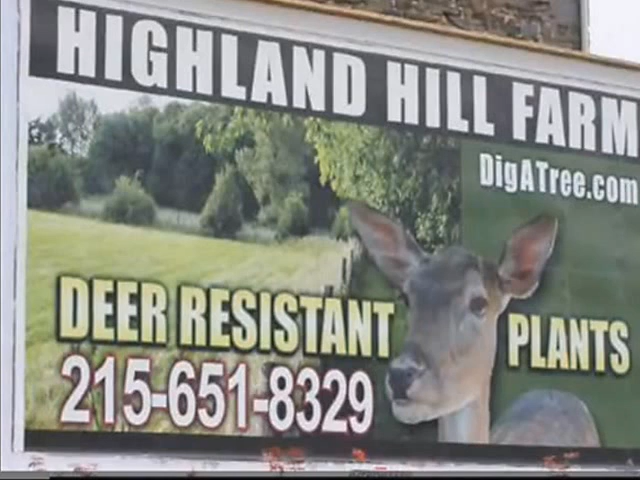 HIGHLAND HILL FARM
DigATree.com
DEER RESISTANT PLANTS
215-651-8329